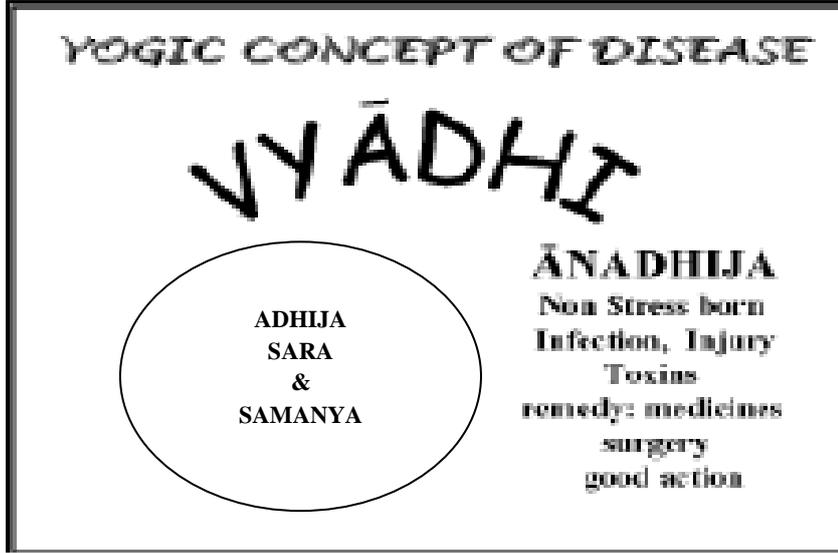 YOGIC CONCEPT OF DISEASE
VYĀDHI
ADHIJA
SARA
&
SAMANYA
ĀNADHIJA
Non Stress born
Infection, Injury
Toxins
remedy: medicines
surgery
good action